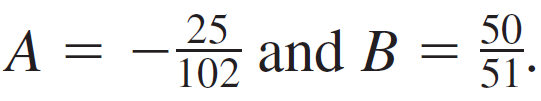 A = −25/102 and B = 50/51.